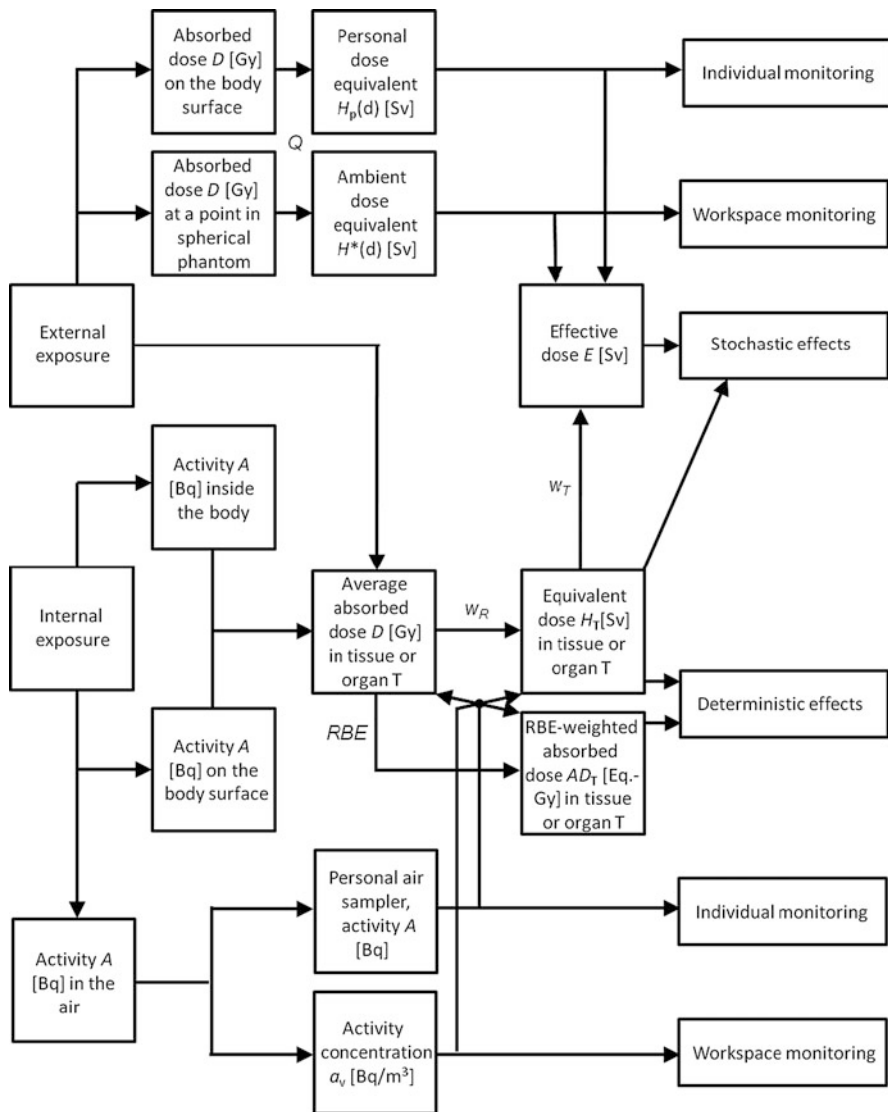 Absorbed
dose D [Gy]
on the body
surface
Personal
dose
equivalent
Hp(d) [Sv]
Individual monitoring
Q
Absorbed
dose D [Gy]
at a point in
spherical
phantom
Ambient
dose
equivalent
H*(d) [Sv]
Workspace monitoring
External
exposure
Effective
dose E [Sv]
Stochastic effects
Activity A
[Bq] inside
the body
wT
Internal
exposure
Average
absorbed
dose D [Gy]
in tissue or
organ T
wR
Equivalent
dose HT[Sv]
in tissue or
organ T
Deterministic effects
Activity A
[Bq] on the
body surface
RBE
RBE-weighted
absorbed
dose ADT [Eq.-
Gy] in tissue
or organ T
Personal air
sampler,
activity A
[Bq]
Individual monitoring
Activity A
[Bq] in the
air
Activity
concentration
av [Bq/m³]
Workspace monitoring